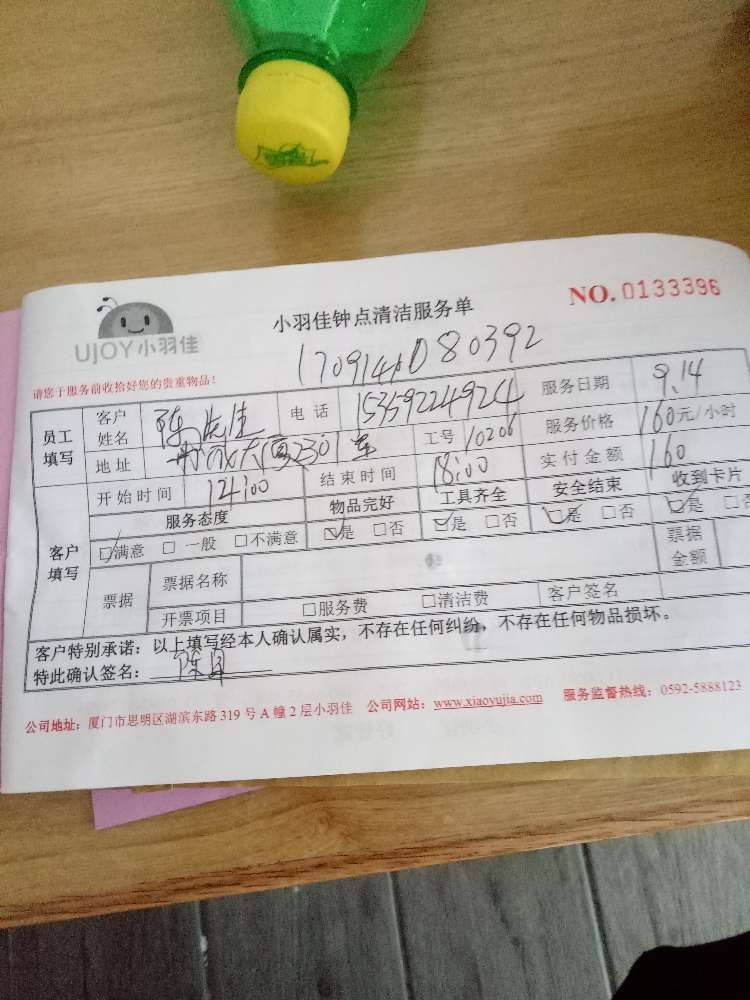 UJOY小羽佳
小羽佳钟点清洁服务单
NO.0133396
170914 D80392
请您于服务前收拾好您的贵重物品!
员工填写 客户姓名 陈先生 电话 15359224924 服务日期 9.14
地址 2301 工号 10206 服务价格 160元/小时
客户填写 开始时间 14:00 结束时间 18:00 实付金额 160
服务态度 物品完好 工具齐全 安全结束 收到卡片
☑满意 □一般 □不满意 ☑是 □否 ☑是 □否 ☑是 □否 ☑是 □
票据 票据名称 票据金额
开票项目 □服务费 □清洁费 客户签名
客户特别承诺:以上填写经本人确认属实,不存在任何纠纷,不存在任何物品损坏。
特此确认签名:
公司地址:厦门市思明区湖滨东路319号A幢2层小羽佳 公司网站:www.xiaoyujia.com 服务监督热线:0592-5888123